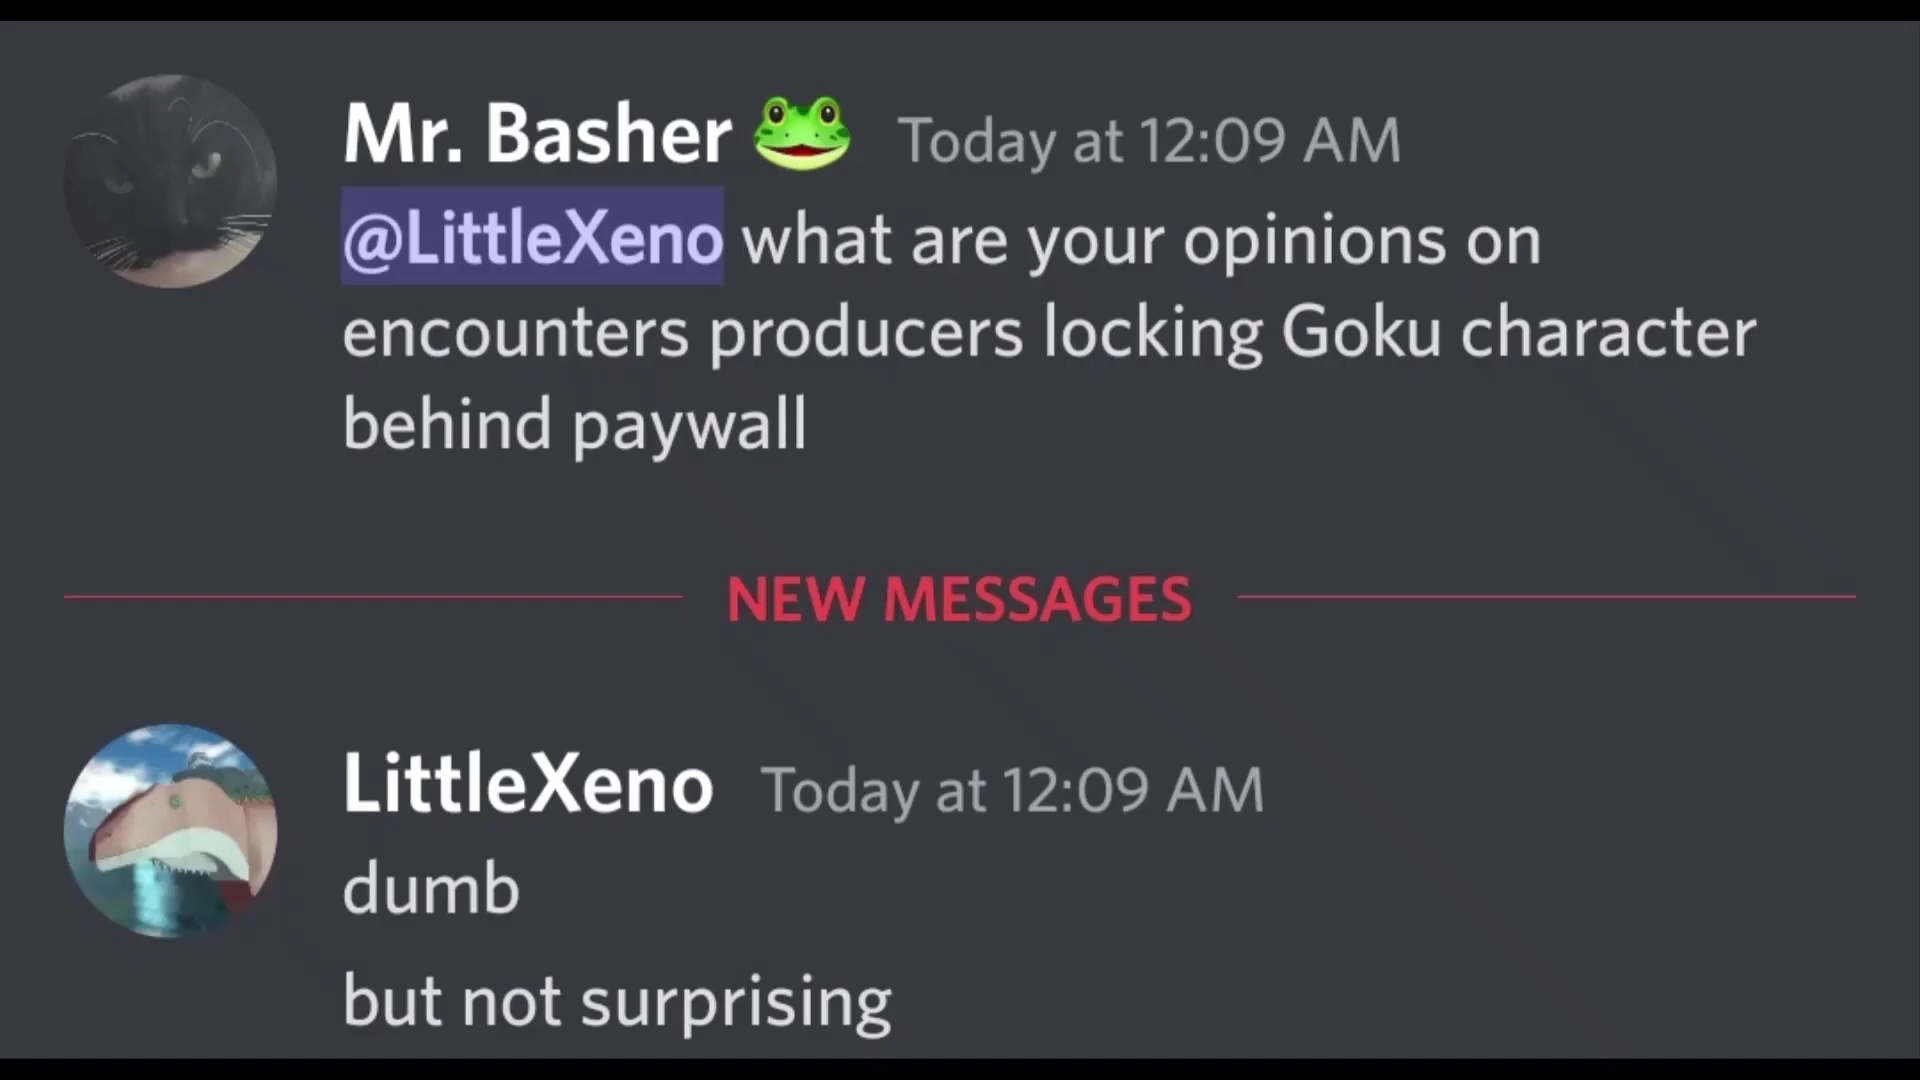 Mr. Basher 🐸 Today at 12:09 AM
@LittleXeno what are your opinions on
encounters producers locking Goku character
behind paywall
NEW MESSAGES
LittleXeno Today at 12:09 AM
dumb
but not surprising